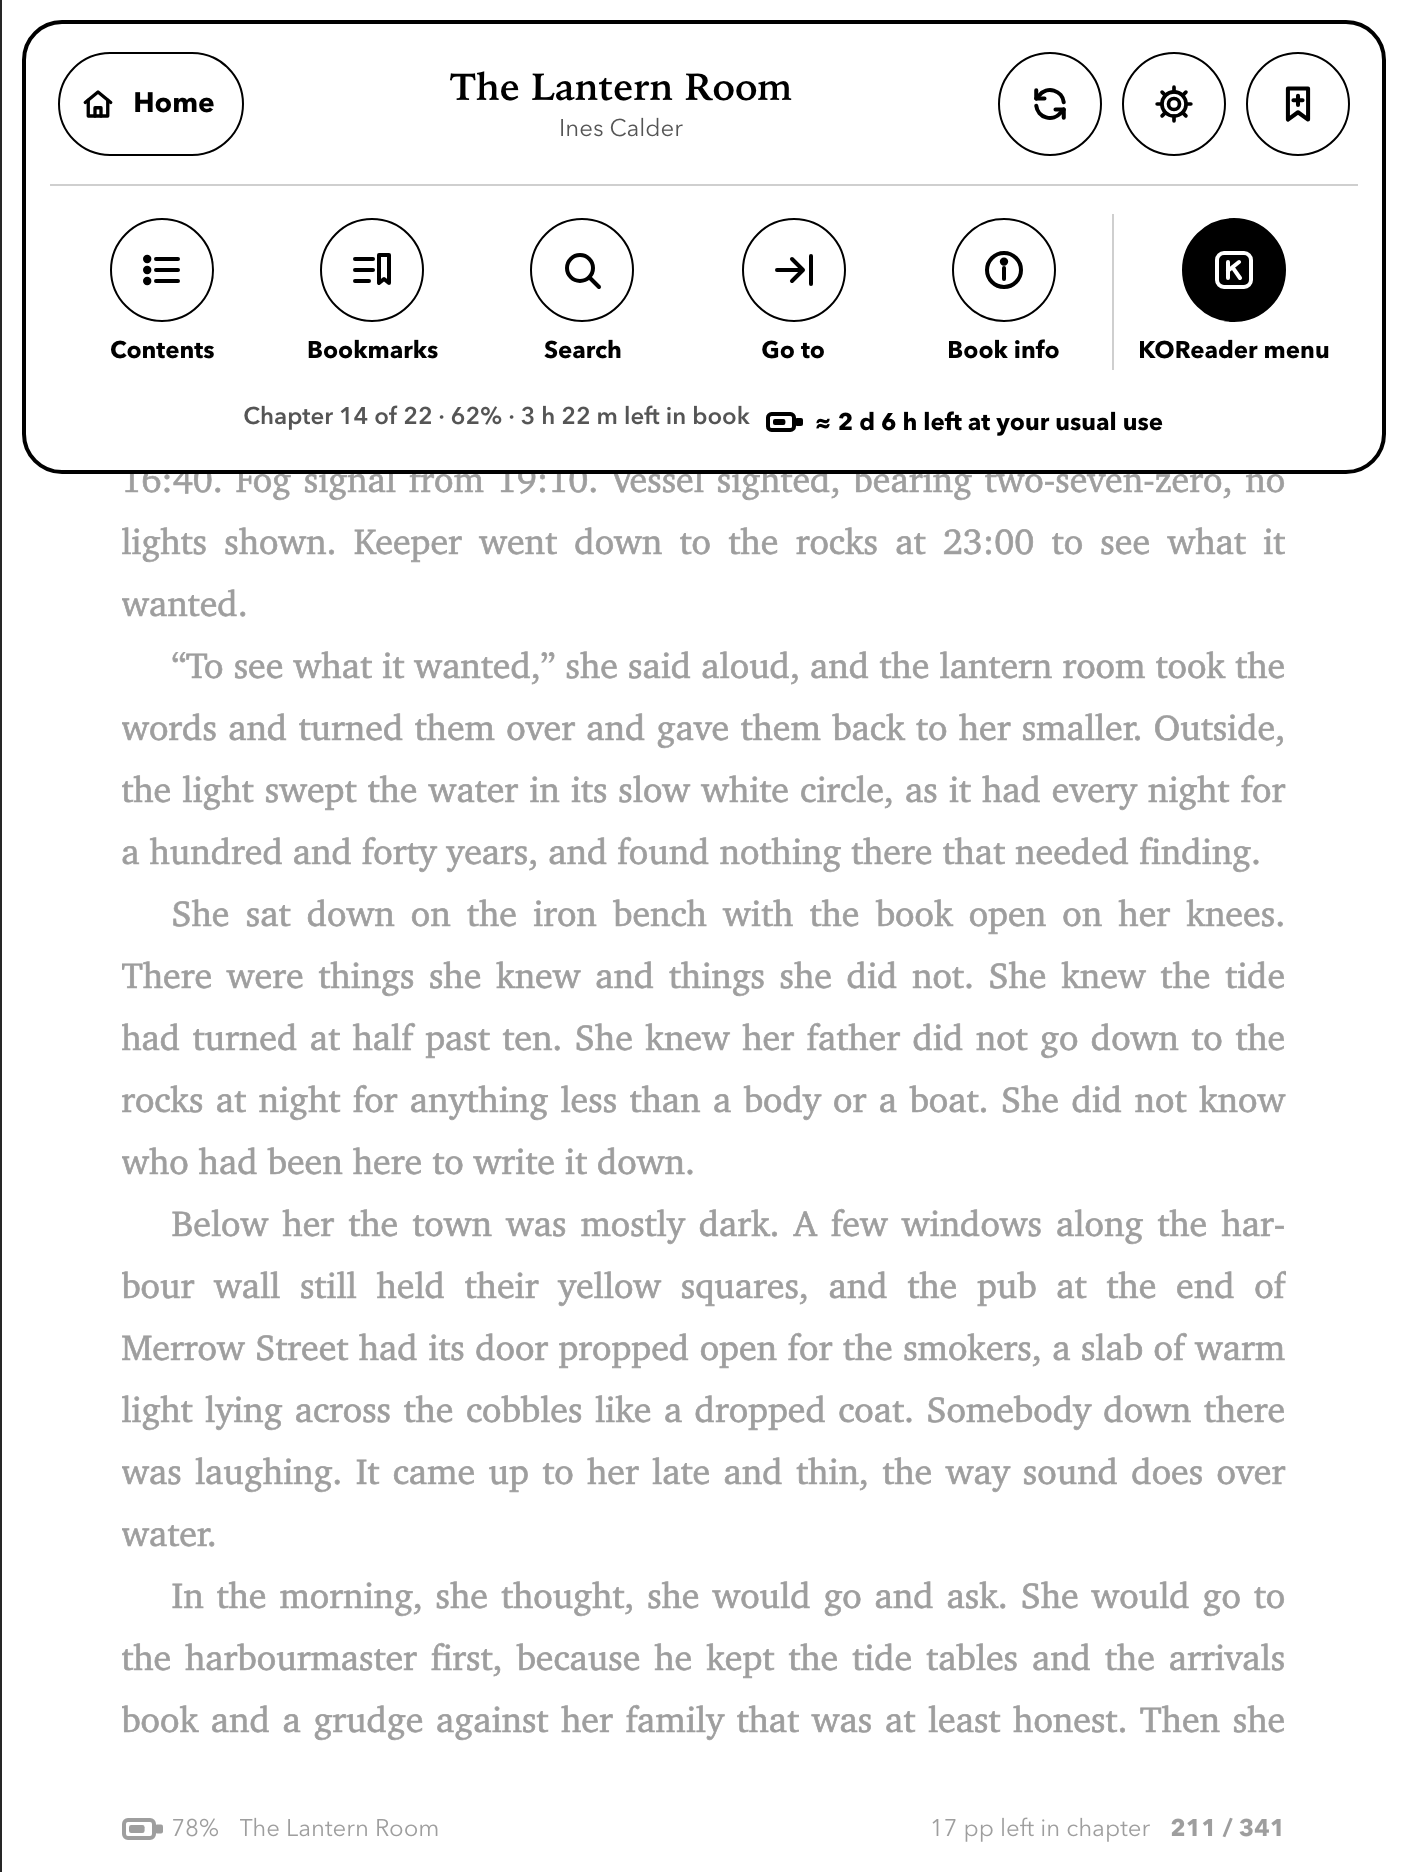 Home
The Lantern Room
Ines Calder
Contents
Bookmarks
Search
Go to
Book info
K
KOReader menu
Chapter 14 of 22 · 62% · 3 h 22 m left in book
≈ 2 d 6 h left at your usual use
16:40. Fog signal from 19:10. Vessel sighted, bearing two-seven-zero, no
lights shown. Keeper went down to the rocks at 23:00 to see what it
wanted.
“To see what it wanted,” she said aloud, and the lantern room took the
words and turned them over and gave them back to her smaller. Outside,
the light swept the water in its slow white circle, as it had every night for
a hundred and forty years, and found nothing there that needed finding.
She sat down on the iron bench with the book open on her knees.
There were things she knew and things she did not. She knew the tide
had turned at half past ten. She knew her father did not go down to the
rocks at night for anything less than a body or a boat. She did not know
who had been here to write it down.
Below her the town was mostly dark. A few windows along the har-
bour wall still held their yellow squares, and the pub at the end of
Merrow Street had its door propped open for the smokers, a slab of warm
light lying across the cobbles like a dropped coat. Somebody down there
was laughing. It came up to her late and thin, the way sound does over
water.
In the morning, she thought, she would go and ask. She would go to
the harbourmaster first, because he kept the tide tables and the arrivals
book and a grudge against her family that was at least honest. Then she
78% The Lantern Room
17 pp left in chapter 211 / 341